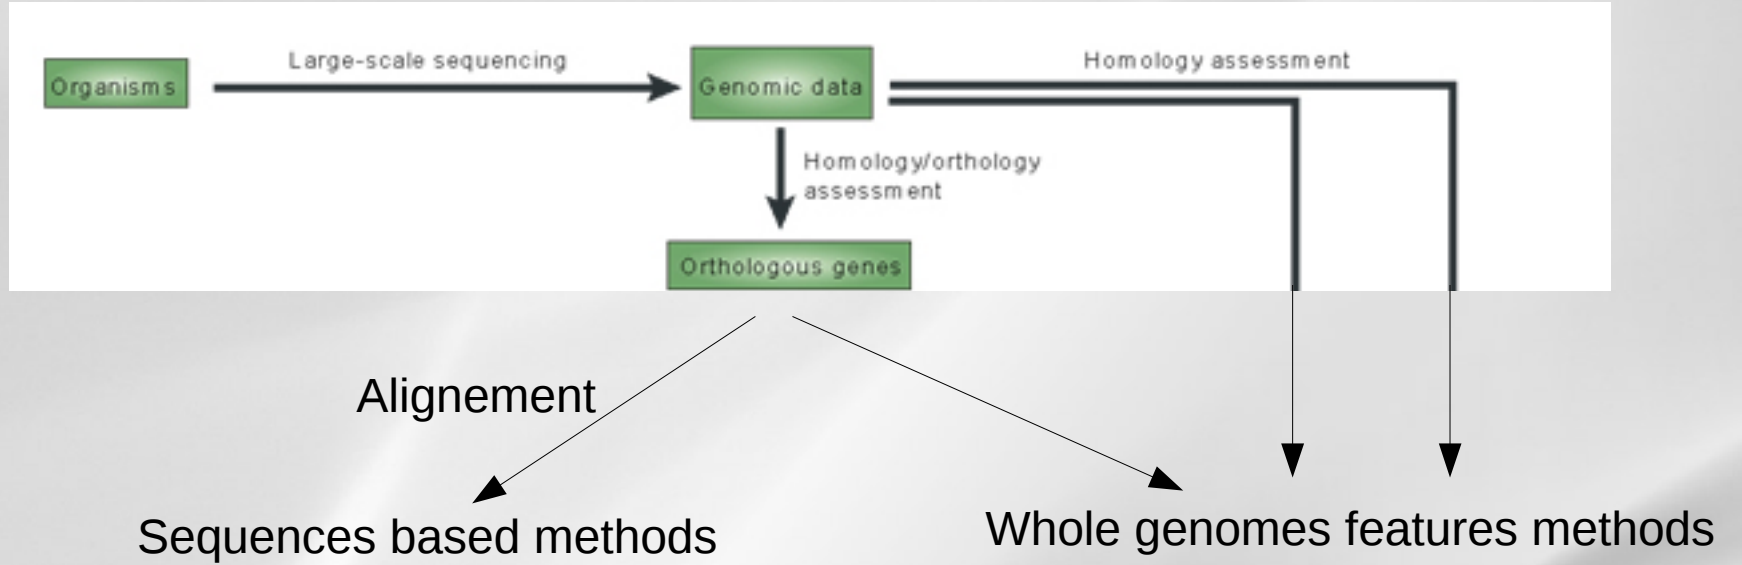 Large-scale sequencing
Homology assessment
Organisms
Genomic data
Homology/orthology
assessment
Orthologous genes
Alignement
Sequences based methods
Whole genomes features methods